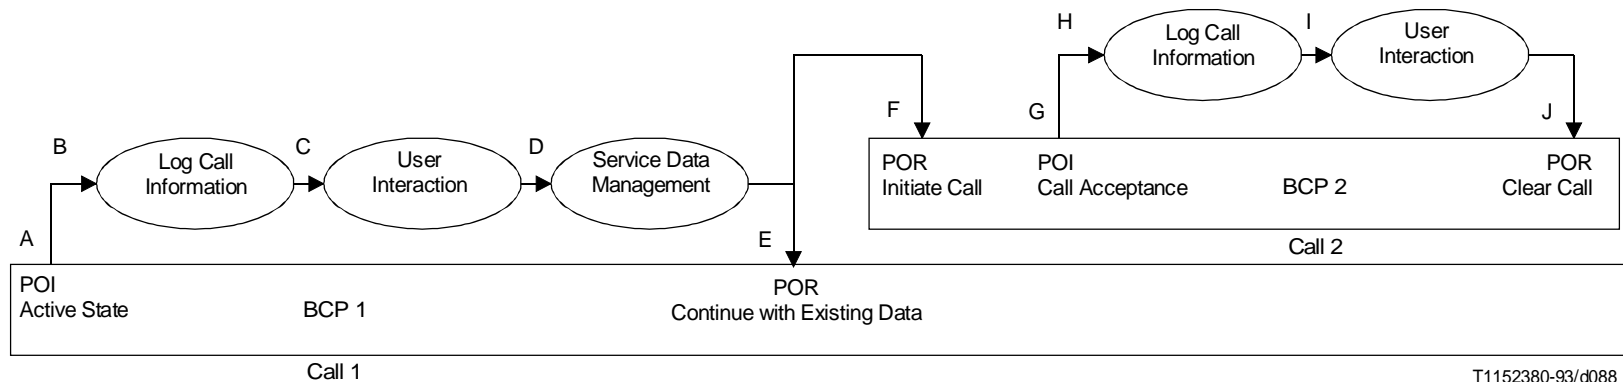 H
Log Call
Information
I
User
Interaction
F
G
J
B
Log Call
Information
C
User
Interaction
D
Service Data
Management
POR
Initiate Call
POI
Call Acceptance
BCP 2
POR
Clear Call
A
E
Call 2
POI
Active State
BCP 1
POR
Continue with Existing Data
Call 1
T1152380-93/d088